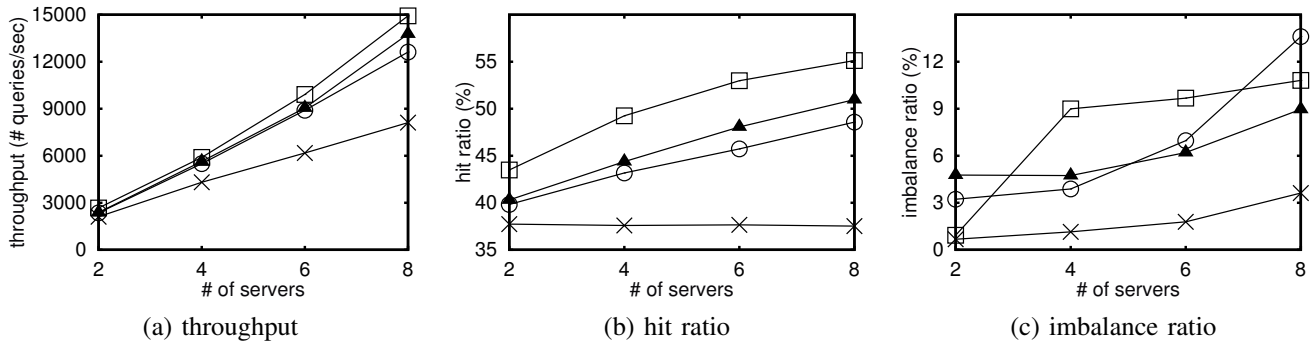 throughput (# queries/sec)
15000
12000
9000
6000
3000
0
2 4 6 8
# of servers
(a) throughput
hit ratio (%)
55
50
45
40
35
2 4 6 8
# of servers
(b) hit ratio
imbalance ratio (%)
12
9
6
3
0
2 4 6 8
# of servers
(c) imbalance ratio